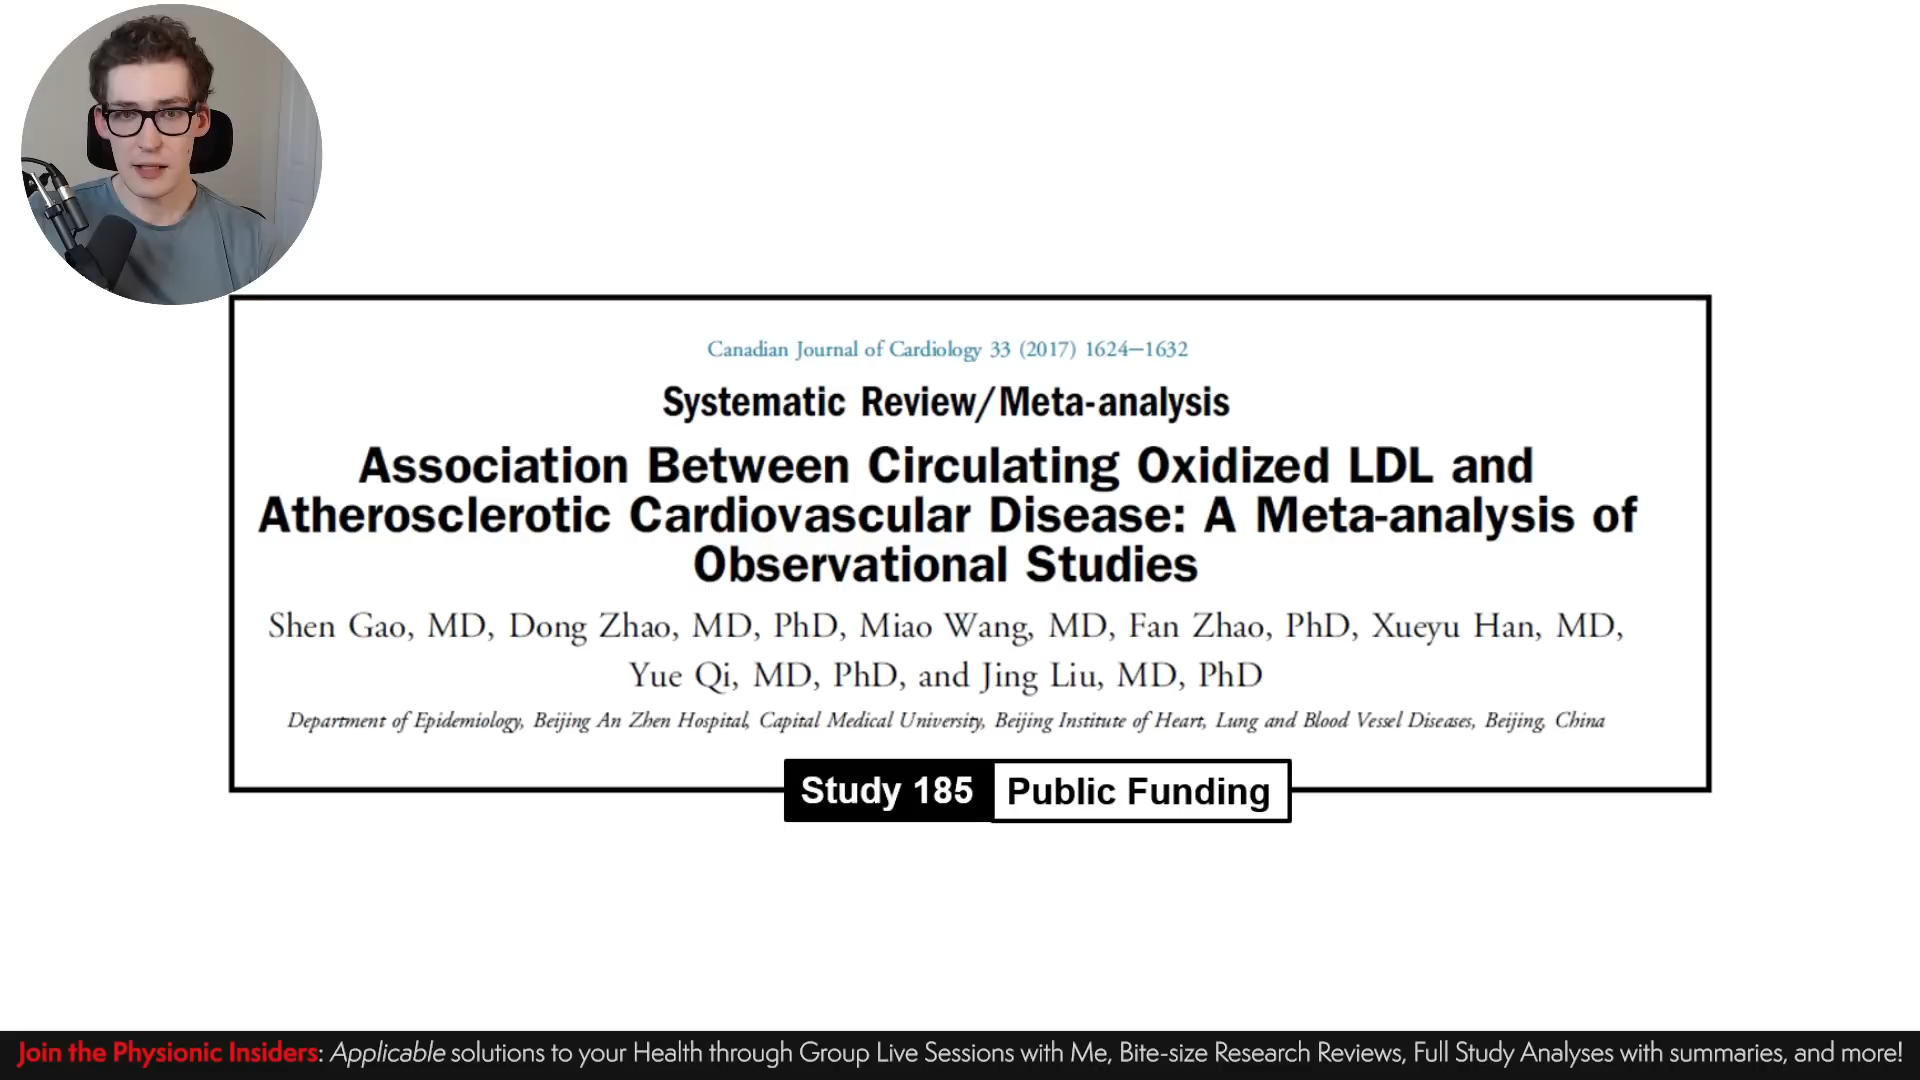 Canadian Journal of Cardiology 33 (2017) 1624–1632
Systematic Review/Meta-analysis
Association Between Circulating Oxidized LDL and
Atherosclerotic Cardiovascular Disease: A Meta-analysis of
Observational Studies
Shen Gao, MD, Dong Zhao, MD, PhD, Miao Wang, MD, Fan Zhao, PhD, Xueyu Han, MD,
Yue Qi, MD, PhD, and Jing Liu, MD, PhD
Department of Epidemiology, Beijing An Zhen Hospital, Capital Medical University, Beijing Institute of Heart, Lung and Blood Vessel Diseases, Beijing, China
Study 185 Public Funding
Join the Physionic Insiders: Applicable solutions to your Health through Group Live Sessions with Me, Bite-size Research Reviews, Full Study Analyses with summaries, and more!